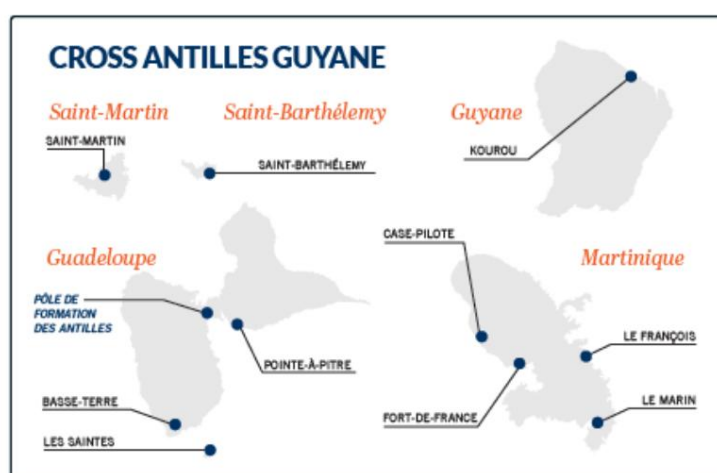 CROSS ANTILLES GUYANE
Saint-Martin
Saint-Barthélemy
Guyane
SAINT-MARTIN
SAINT-BARTHÉLEMY
KOUROU
Guadeloupe
CASE-PILOTE
Martinique
PÔLE DE
FORMATION
DES ANTILLES
POINTE-À-PITRE
LE FRANÇOIS
BASSE-TERRE
LE MARIN
FORT-DE-FRANCE
LES SAINTES